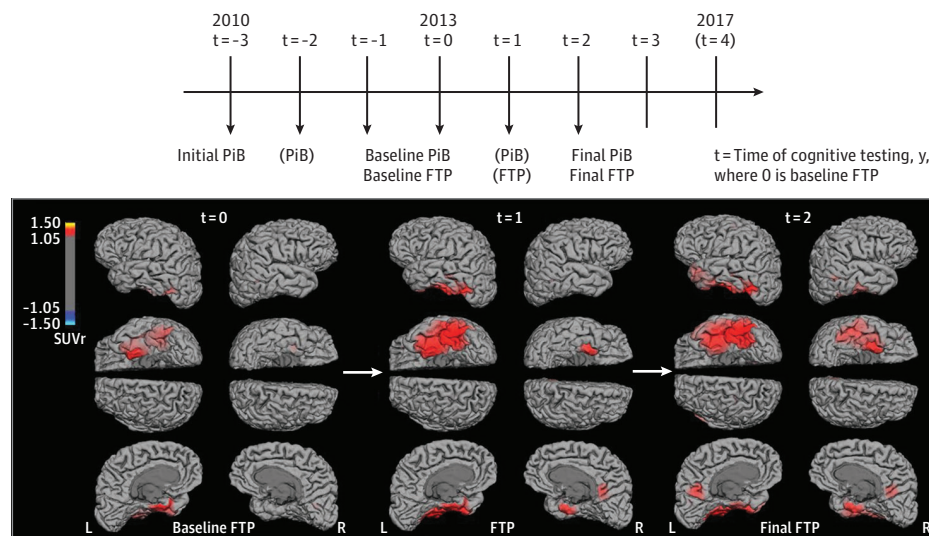 2010
t=-3
t=-2
t=-1
2013
t=0
t=1
t=2
t=3
2017
(t=4)
Initial PiB
(PiB)
Baseline PiB
Baseline FTP
(PiB)
(FTP)
Final PiB
Final FTP
t=Time of cognitive testing, y,
where 0 is baseline FTP
1.50
1.05
-1.05
-1.50
SUVr
t=0
t=1
t=2
L
Baseline FTP
R
L
FTP
R
L
Final FTP
R